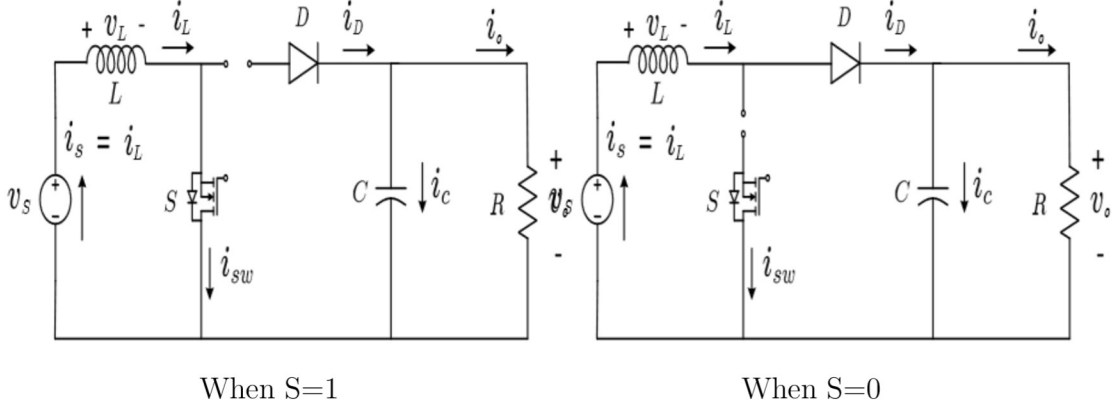 + v_L - i_L D i_D i_o
L
i_s = i_L
v_s + - S C i_c R + v_o -
i_sw
When S=1
+ v_L - i_L D i_D i_o
L
i_s = i_L
v_s + - S C i_c R + v_o -
i_sw
When S=0